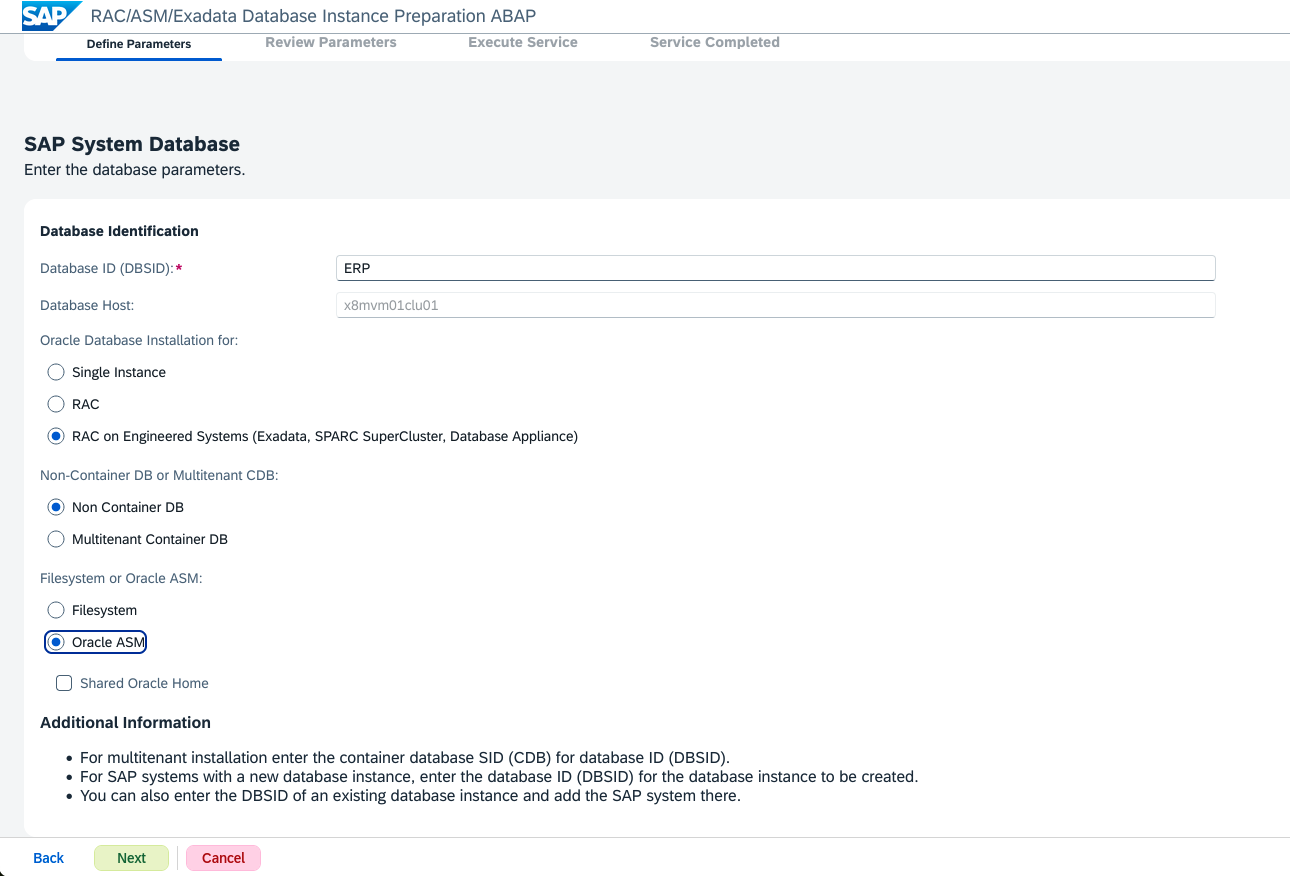 SAP RAC/ASM/Exadata Database Instance Preparation ABAP
Define Parameters Review Parameters Execute Service Service Completed
SAP System Database
Enter the database parameters.
Database Identification
Database ID (DBSID):* ERP
Database Host: x8mvm01clu01
Oracle Database Installation for:
Single Instance
RAC
RAC on Engineered Systems (Exadata, SPARC SuperCluster, Database Appliance)
Non-Container DB or Multitenant CDB:
Non Container DB
Multitenant Container DB
Filesystem or Oracle ASM:
Filesystem
Oracle ASM
Shared Oracle Home
Additional Information
• For multitenant installation enter the container database SID (CDB) for database ID (DBSID).
• For SAP systems with a new database instance, enter the database ID (DBSID) for the database instance to be created.
• You can also enter the DBSID of an existing database instance and add the SAP system there.
Back Next Cancel